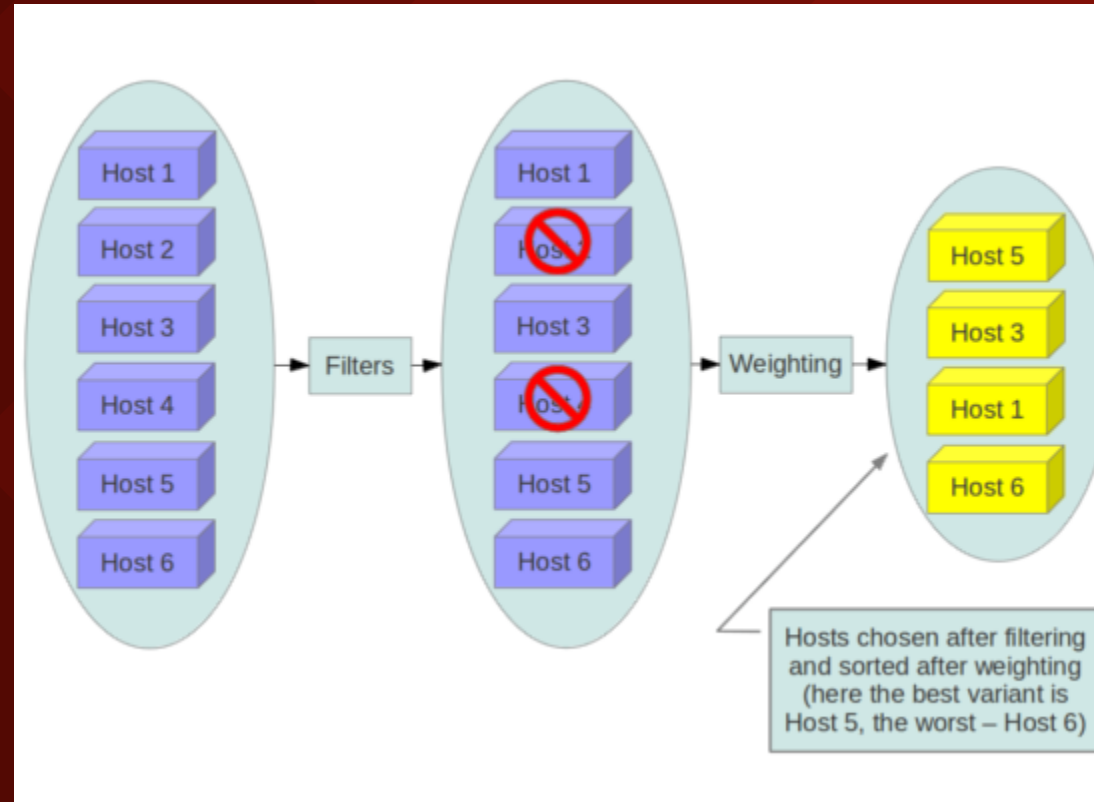 Host 1
Host 2
Host 3
Host 4
Host 5
Host 6
Filters
Host 1
Host 3
Host 5
Host 6
Weighting
Host 5
Host 3
Host 1
Host 6
Hosts chosen after filtering
and sorted after weighting
(here the best variant is
Host 5, the worst – Host 6)